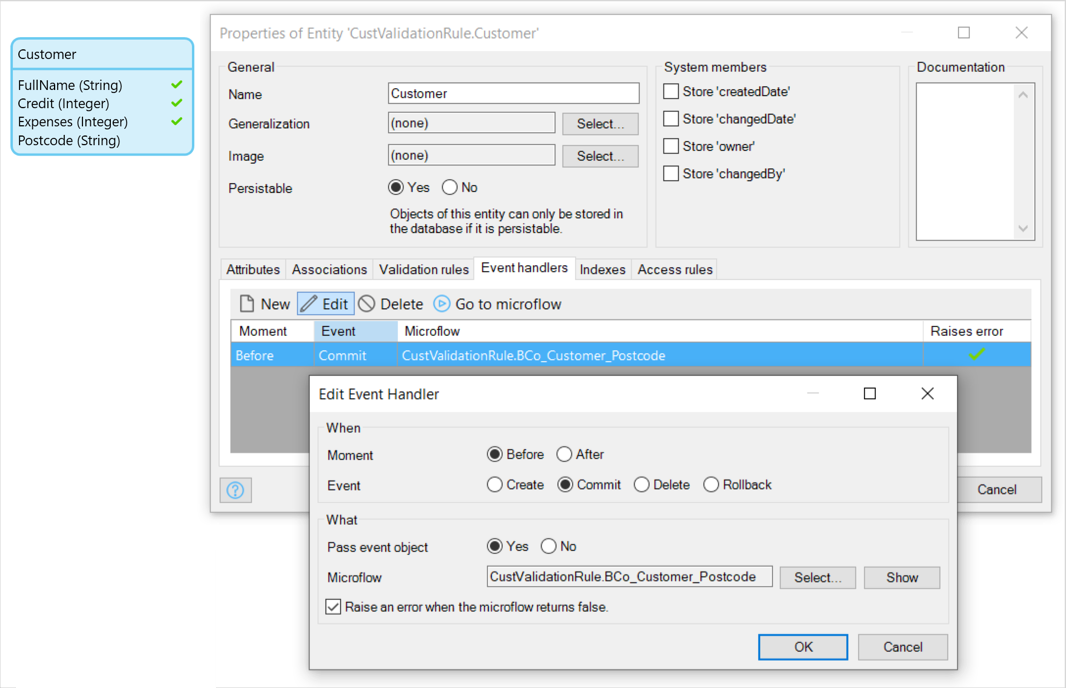 Customer
FullName (String)
Credit (Integer)
Expenses (Integer)
Postcode (String)
Properties of Entity 'CustValidationRule.Customer'
General
Name Customer
Generalization (none) Select...
Image (none) Select...
Persistable Yes No
Objects of this entity can only be stored in
the database if it is persistable.
System members
Store 'createdDate'
Store 'changedDate'
Store 'owner'
Store 'changedBy'
Documentation
Attributes Associations Validation rules Event handlers Indexes Access rules
New Edit Delete Go to microflow
Moment Event Microflow Raises error
Before Commit CustValidationRule.BCo_Customer_Postcode
? Cancel
Edit Event Handler
When
Moment Before After
Event Create Commit Delete Rollback
What
Pass event object Yes No
Microflow CustValidationRule.BCo_Customer_Postcode Select... Show
Raise an error when the microflow returns false.
OK Cancel